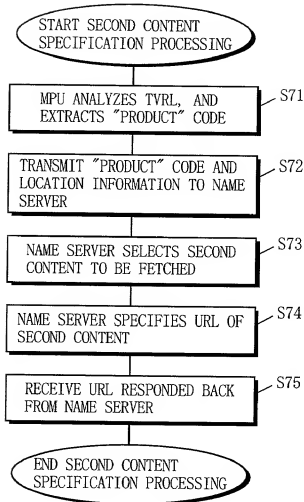 START SECOND CONTENT
SPECIFICATION PROCESSING
MPU ANALYZES TVRL, AND
EXTRACTS "PRODUCT" CODE
S71
TRANSMIT "PRODUCT" CODE AND
LOCATION INFORMATION TO NAME
SERVER
S72
NAME SERVER SELECTS SECOND
CONTENT TO BE FETCHED
S73
NAME SERVER SPECIFIES URL OF
SECOND CONTENT
S74
RECEIVE URL RESPONDED BACK
FROM NAME SERVER
S75
END SECOND CONTENT
SPECIFICATION PROCESSING